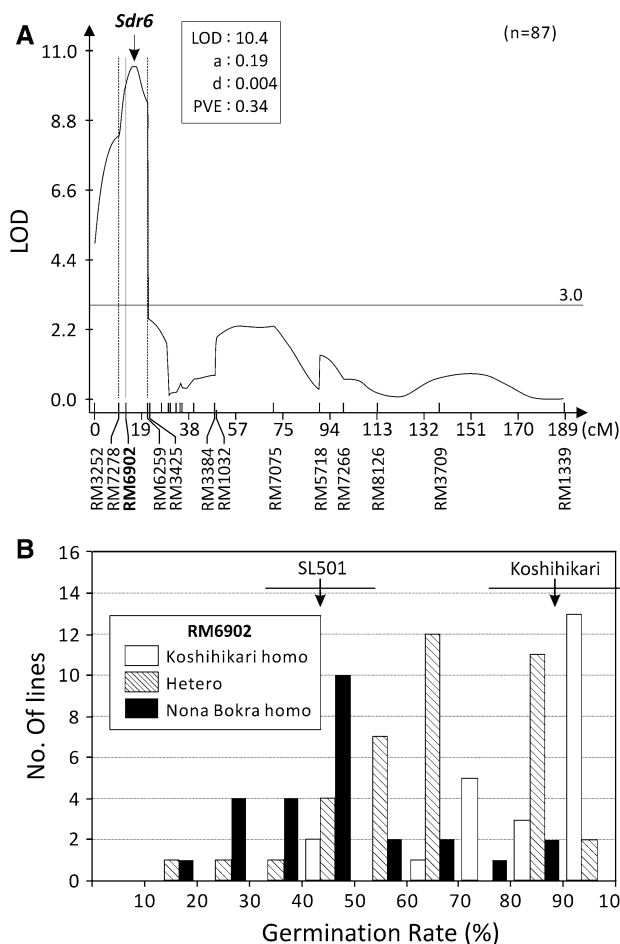 Sdr6
A
LOD : 10.4
a : 0.19
d : 0.004
PVE : 0.34
(n=87)
11.0
8.8
6.6
4.4
2.2
0.0
LOD
3.0
0 19 38 57 75 94 113 132 151 170 189 (cM)
RM3252
RM7278
RM6902
RM6259
RM3425
RM3384
RM1032
RM7075
RM5718
RM7266
RM8126
RM3709
RM1339
B
16
14
12
10
8
6
4
2
0
No. Of lines
SL501
Koshihikari
RM6902
Koshihikari homo
Hetero
Nona Bokra homo
10 20 30 40 50 60 70 80 90 10
Germination Rate (%)